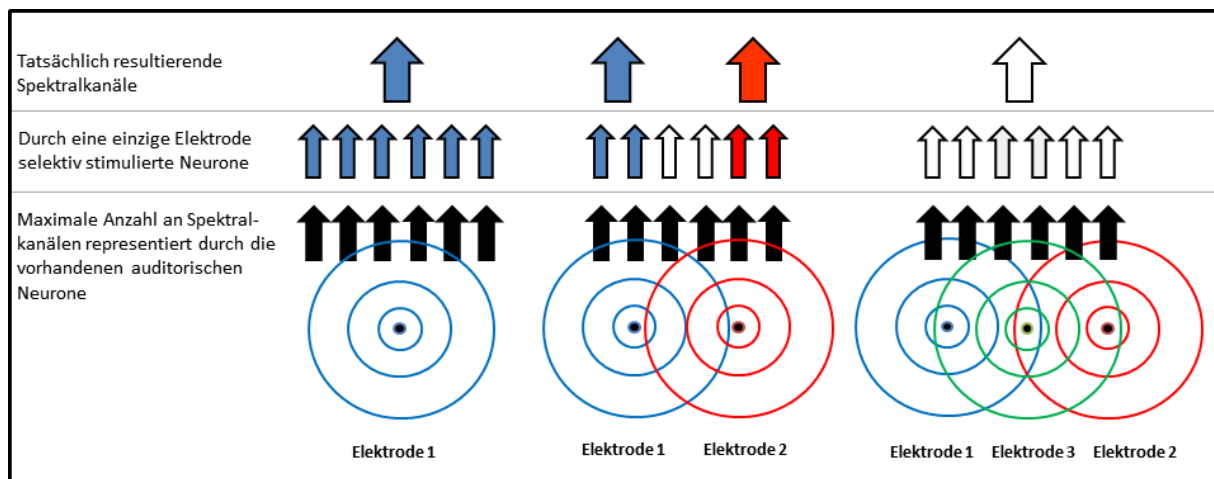 Tatsächlich resultierende
Spektralkanäle
Durch eine einzige Elektrode
selektiv stimulierte Neurone
Maximale Anzahl an Spektral-
kanälen representiert durch die
vorhandenen auditorischen
Neurone
Elektrode 1
Elektrode 1
Elektrode 2
Elektrode 1
Elektrode 3
Elektrode 2